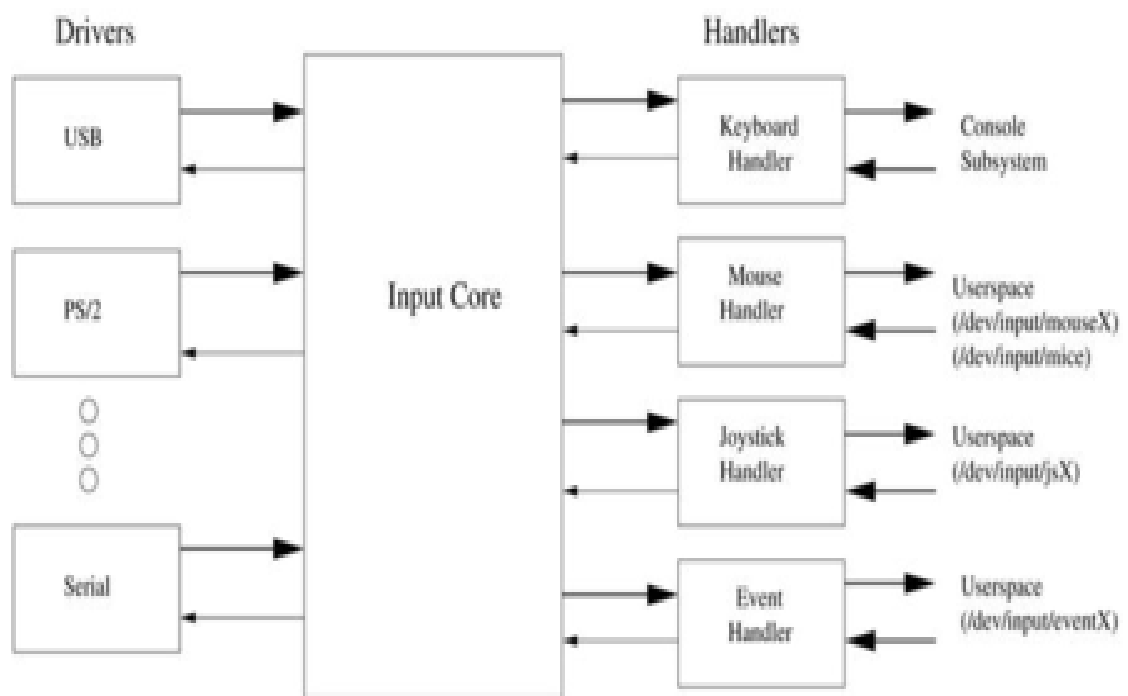 Drivers
Handlers
USB
PS/2
Serial
Input Core
Keyboard
Handler
Console
Subsystem
Mouse
Handler
Userspace
(/dev/input/mouseX)
(/dev/input/mice)
Joystick
Handler
Userspace
(/dev/input/jsX)
Event
Handler
Userspace
(/dev/input/eventX)